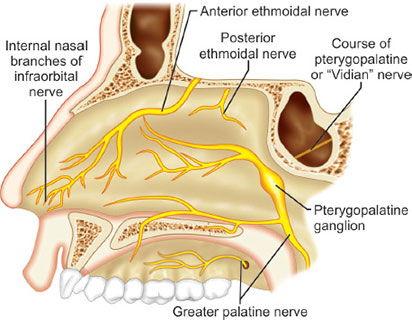 Anterior ethmoidal nerve
Internal nasal
branches of
infraorbital
nerve
Posterior
ethmoidal nerve
Course of
pterygopalatine
or “Vidian” nerve
Pterygopalatine
ganglion
Greater palatine nerve